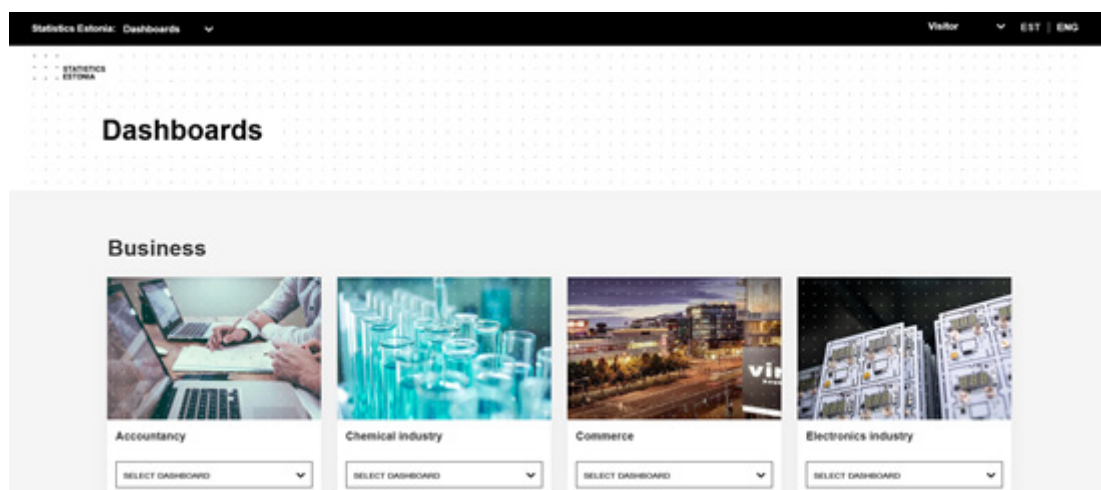 Statistics Estonia: Dashboards
Visitor EST | ENG
STATISTICS
ESTONIA
Dashboards
Business
vi
Accountancy
Chemical industry
Commerce
Electronics industry
SELECT DASHBOARD
SELECT DASHBOARD
SELECT DASHBOARD
SELECT DASHBOARD